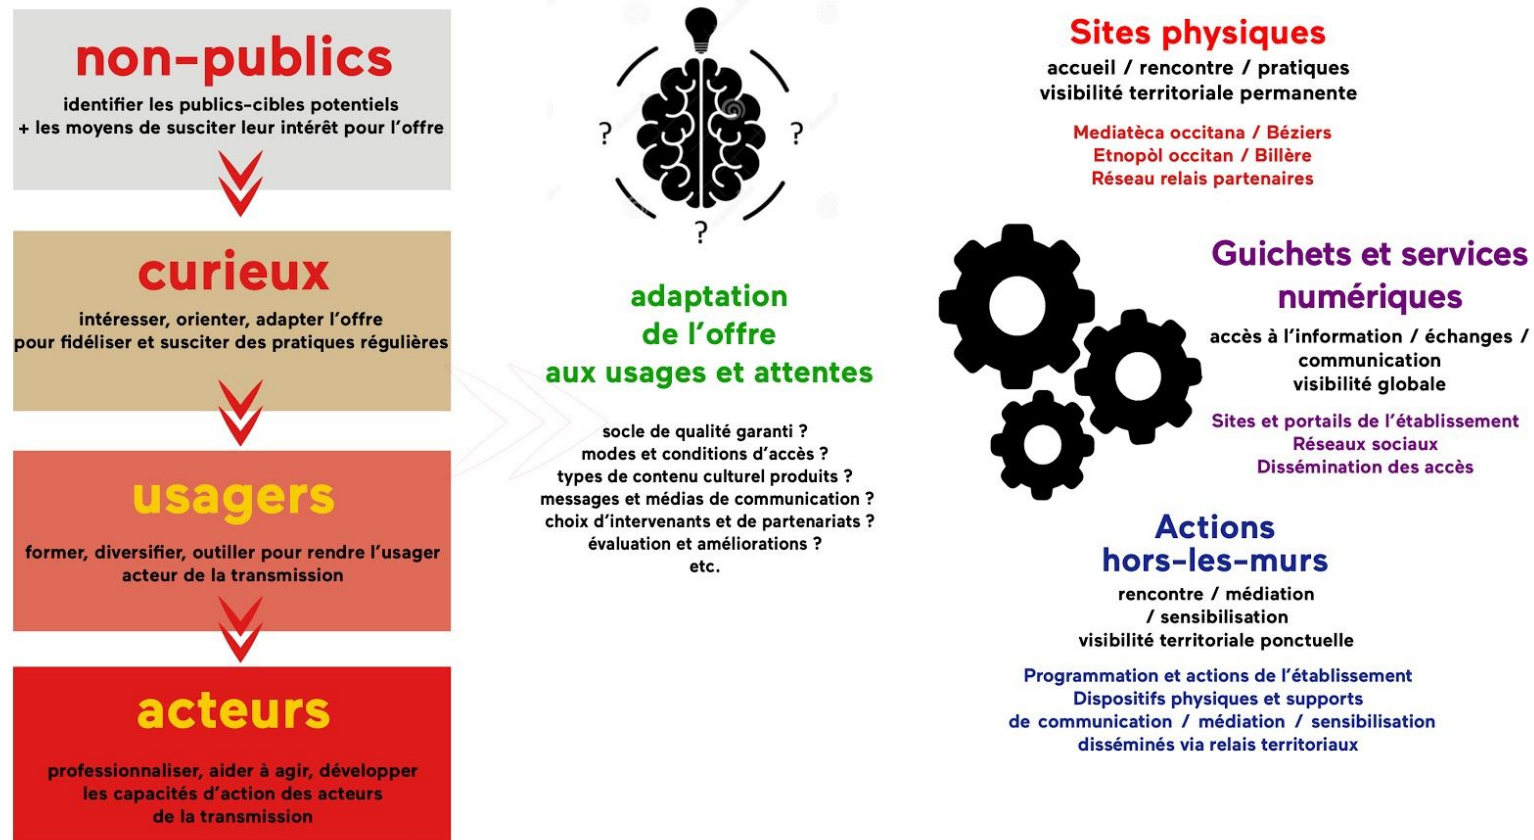 non-publics
identifier les publics-cibles potentiels
+ les moyens de susciter leur intérêt pour l'offre
curieux
intéresser, orienter, adapter l'offre
pour fidéliser et susciter des pratiques régulières
usagers
former, diversifier, outiller pour rendre l'usager
acteur de la transmission
acteurs
professionnaliser, aider à agir, développer
les capacités d'action des acteurs
de la transmission
?
?
?
adaptation
de l'offre
aux usages et attentes
socle de qualité garanti ?
modes et conditions d'accès ?
types de contenu culturel produits ?
messages et médias de communication ?
choix d'intervenants et de partenariats ?
évaluation et améliorations ?
etc.
Sites physiques
accueil / rencontre / pratiques
visibilité territoriale permanente
Mediatèca occitana / Béziers
Etnopòl occitan / Billère
Réseau relais partenaires
Guichets et services
numériques
accès à l'information / échanges /
communication
visibilité globale
Sites et portails de l'établissement
Réseaux sociaux
Dissémination des accès
Actions
hors-les-murs
rencontre / médiation
/ sensibilisation
visibilité territoriale ponctuelle
Programmation et actions de l'établissement
Dispositifs physiques et supports
de communication / médiation / sensibilisation
disséminés via relais territoriaux